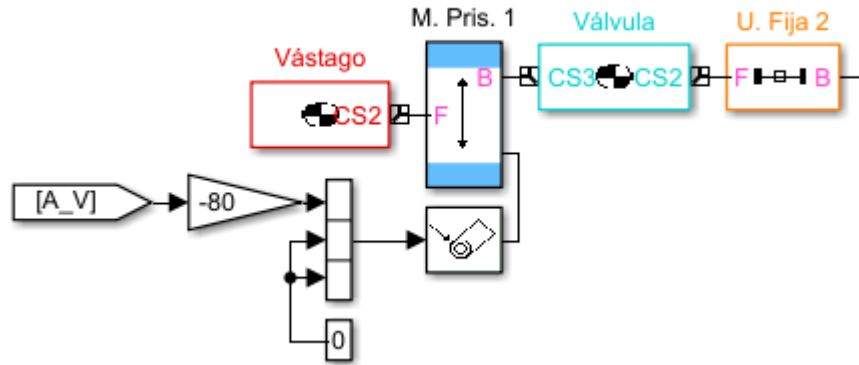 M. Pris. 1
Válvula
U. Fija 2
Vástago
B
CS3
CS2
F
B
CS2
F
[A_V]
-80
0